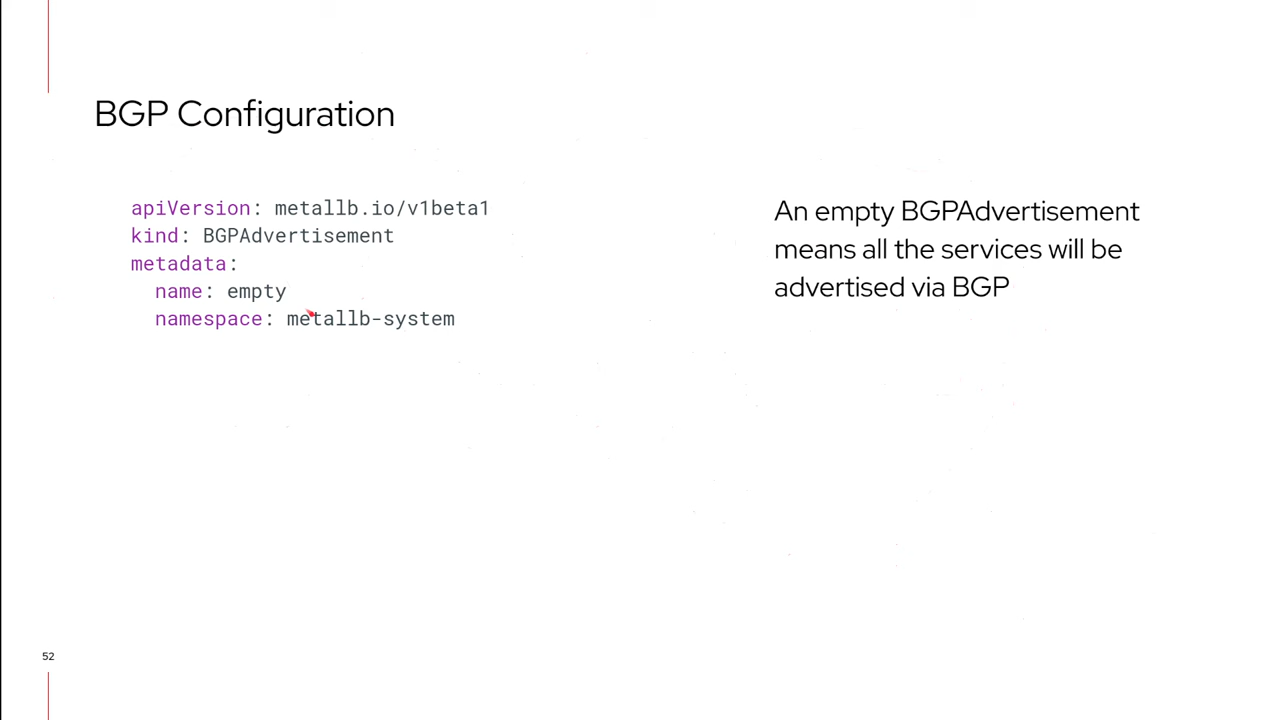 BGP Configuration
apiVersion: metallb.io/v1beta1
kind: BGPAdvertisement
metadata:
  name: empty
  namespace: metallb-system
An empty BGPAdvertisement
means all the services will be
advertised via BGP
52